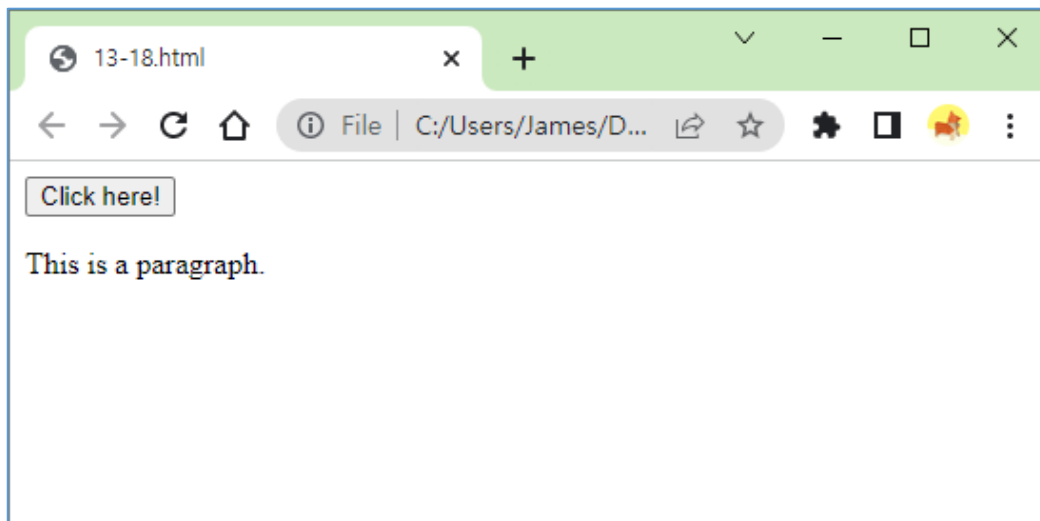 13-18.html
File C:/Users/James/D...
Click here!
This is a paragraph.